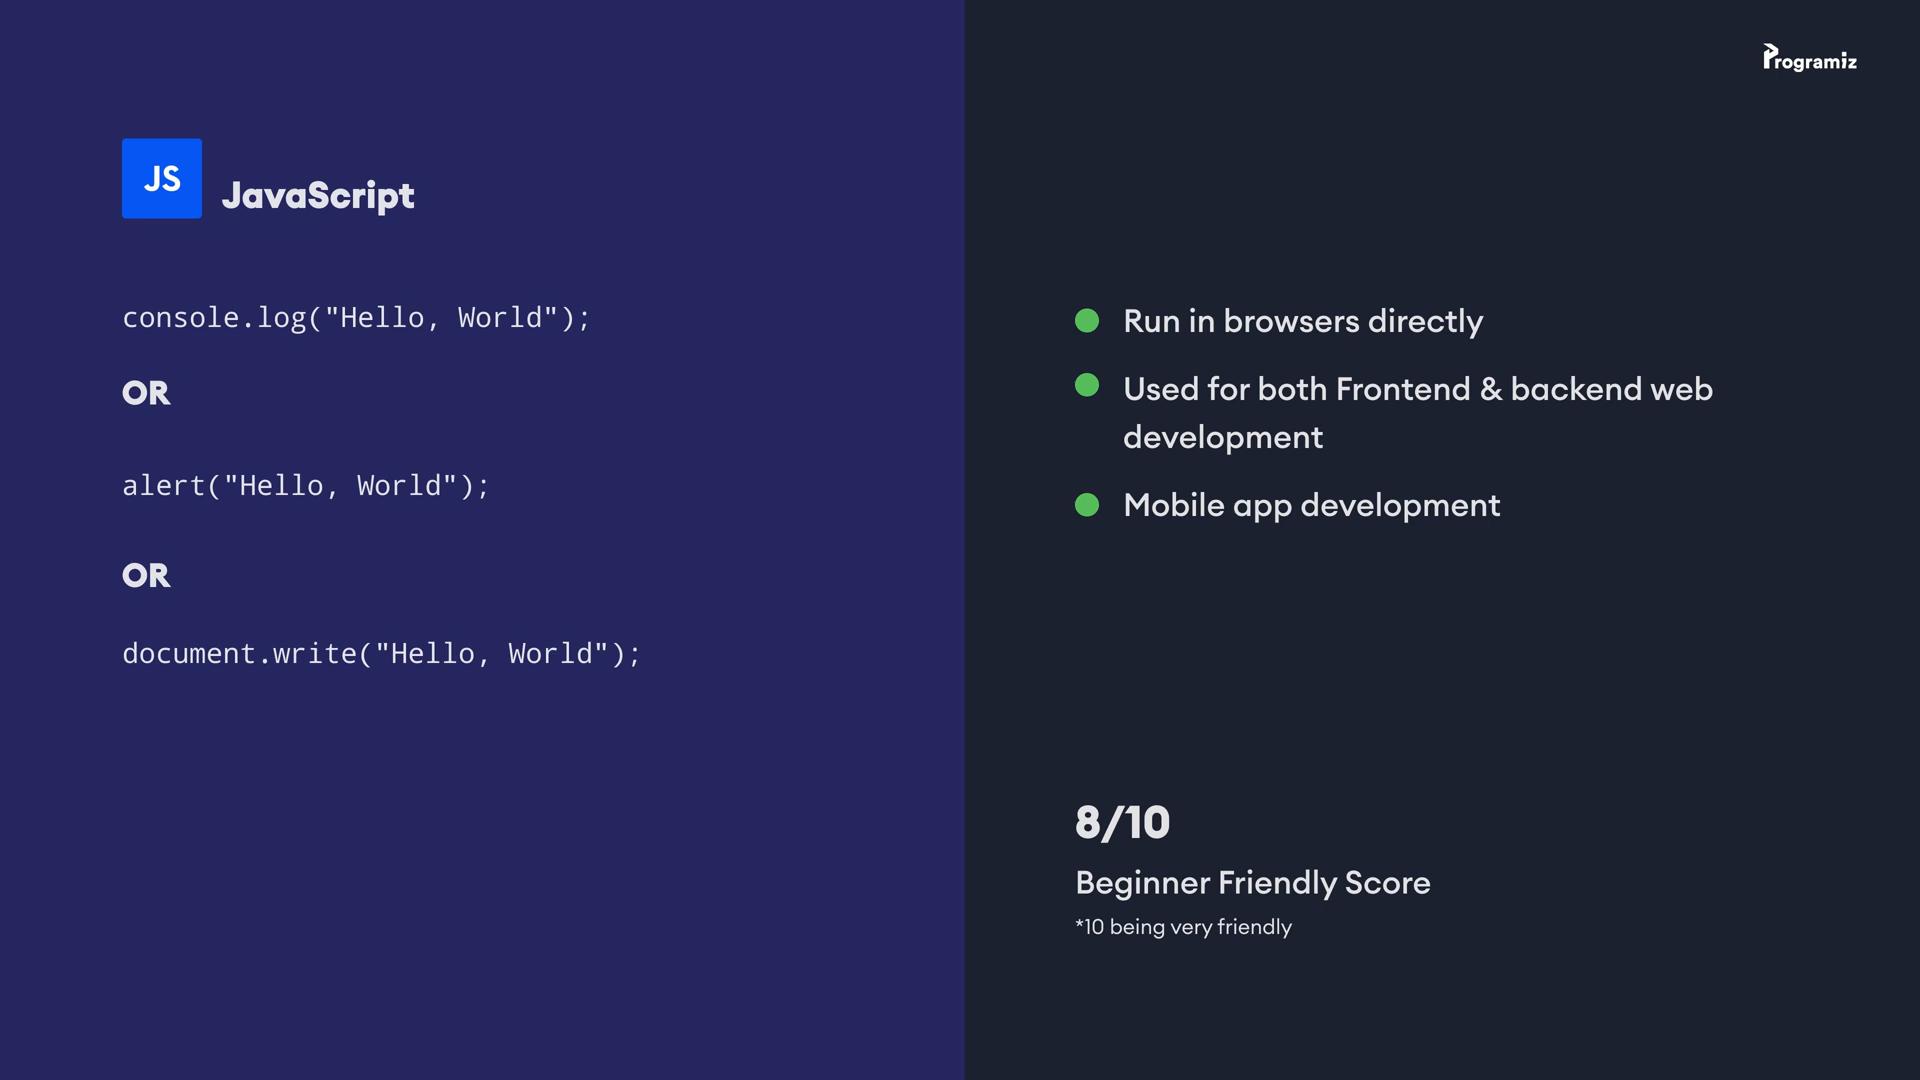 JS
JavaScript
console.log("Hello, World");
OR
alert("Hello, World");
OR
document.write("Hello, World");
Programiz
Run in browsers directly
Used for both Frontend & backend web
development
Mobile app development
8/10
Beginner Friendly Score
*10 being very friendly